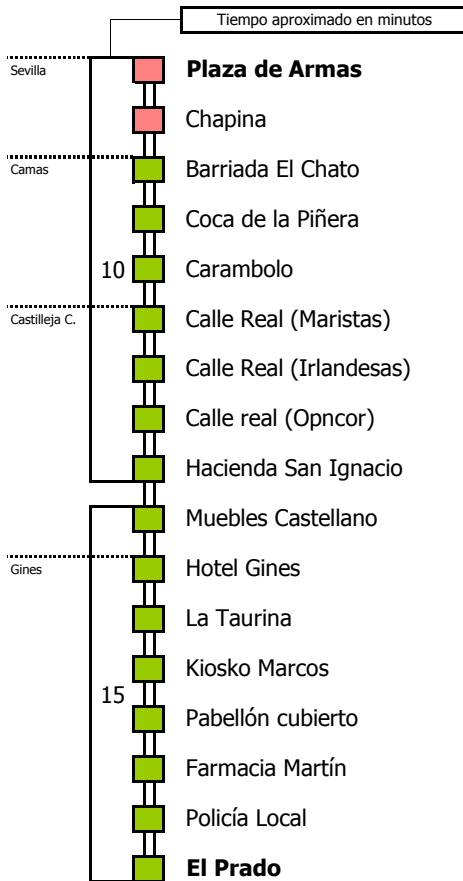 Tiempo aproximado en minutos
Sevilla
Plaza de Armas
Chapina
Camas
Barriada El Chato
Coca de la Piñera
10
Carambolo
Castilleja C.
Calle Real (Maristas)
Calle Real (Irlandesas)
Calle real (Opncor)
Hacienda San Ignacio
Muebles Castellano
Gines
Hotel Gines
La Taurina
Kiosko Marcos
15
Pabellón cubierto
Farmacia Martín
Policía Local
El Prado